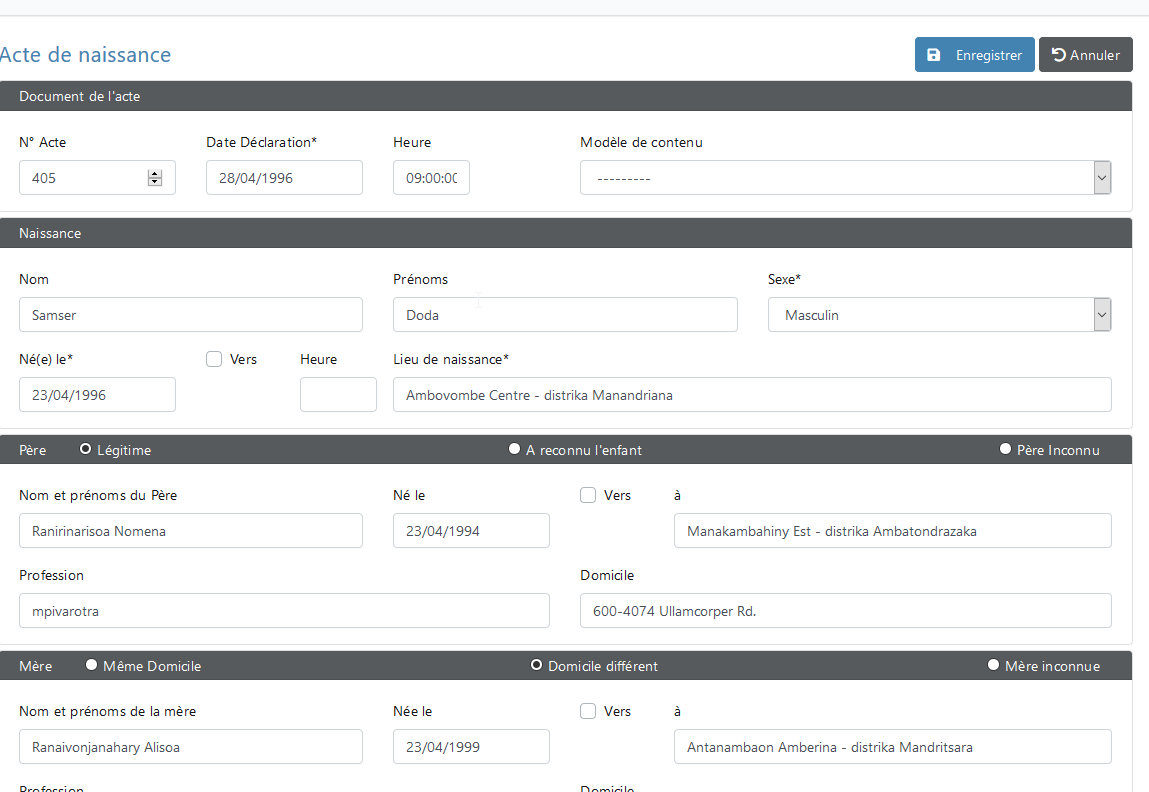 Acte de naissance
Enregistrer
Annuler
Document de l'acte
N° Acte Date Déclaration* Heure Modèle de contenu
405 28/04/1996 09:00:00 ---------
Naissance
Nom Prénoms Sexe*
Samser Doda Masculin
Né(e) le* Vers Heure Lieu de naissance*
23/04/1996 Ambovombe Centre - distrika Manandriana
Père Légitime A reconnu l'enfant Père Inconnu
Nom et prénoms du Père Né le Vers à
Ranirinarisoa Nomena 23/04/1994 Manakambahiny Est - distrika Ambatondrazaka
Profession Domicile
mpivarotra 600-4074 Ullamcorper Rd.
Mère Même Domicile Domicile différent Mère inconnue
Nom et prénoms de la mère Née le Vers à
Ranaivonjanahary Alisoa 23/04/1999 Antanambaon Amberina - distrika Mandritsara
Profession Domicile